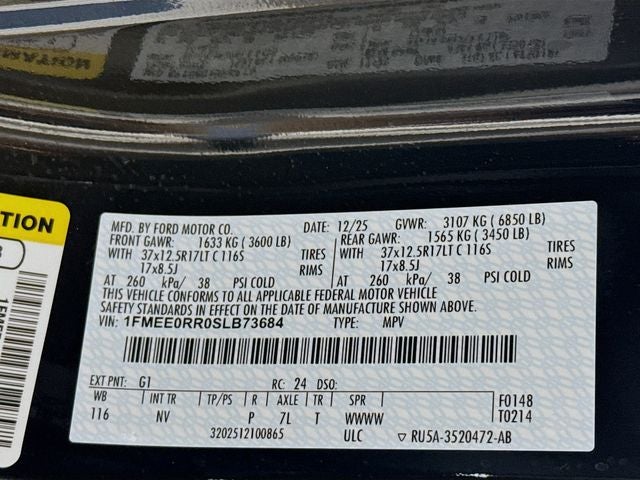 MFD. BY FORD MOTOR CO. DATE: 12/25 GVWR: 3107 KG ( 6850 LB)
FRONT GAWR: 1633 KG ( 3600 LB) REAR GAWR: 1565 KG ( 3450 LB)
WITH 37x12.5R17LT C 116S TIRES WITH 37x12.5R17LT C 116S TIRES
17x8.5J RIMS 17x8.5J RIMS
AT 260 kPa/ 38 PSI COLD AT 260 kPa/ 38 PSI COLD
THIS VEHICLE CONFORMS TO ALL APPLICABLE FEDERAL MOTOR VEHICLE
SAFETY STANDARDS IN EFFECT ON THE DATE OF MANUFACTURE SHOWN ABOVE.
VIN: 1FMEE0RR0SLB73684 TYPE: MPV
EXT PNT: G1 RC: 24 DSO:
WB INT TR TP/PS R AXLE TR SPR F0148
116 NV P 7L T WWWW T0214
3202512100865 ULC RU5A-3520472-AB